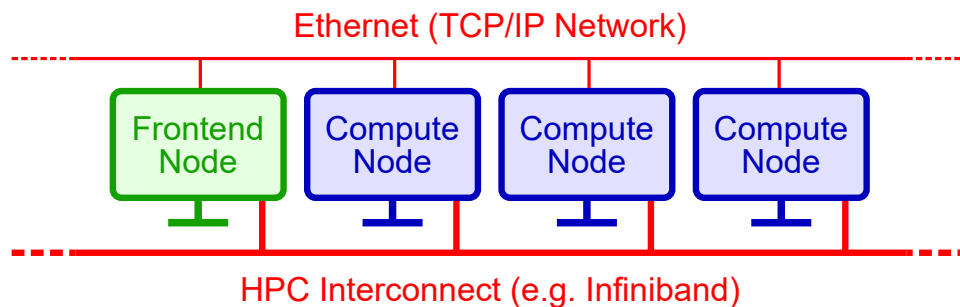 Ethernet (TCP/IP Network)
Frontend
Node
Compute
Node
Compute
Node
Compute
Node
HPC Interconnect (e.g. Infiniband)